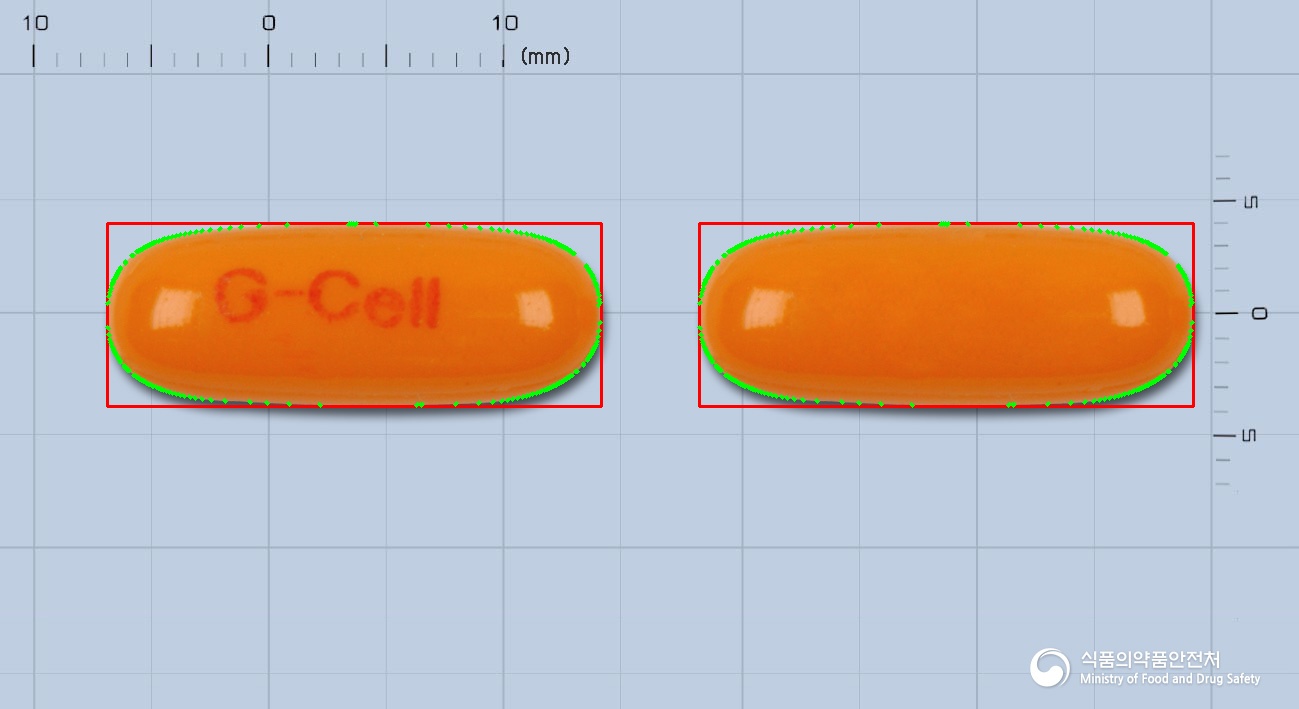 10 0 10 (mm)
5
G-Cell
0
5
식품의약품안전처
Ministry of Food and Drug Safety